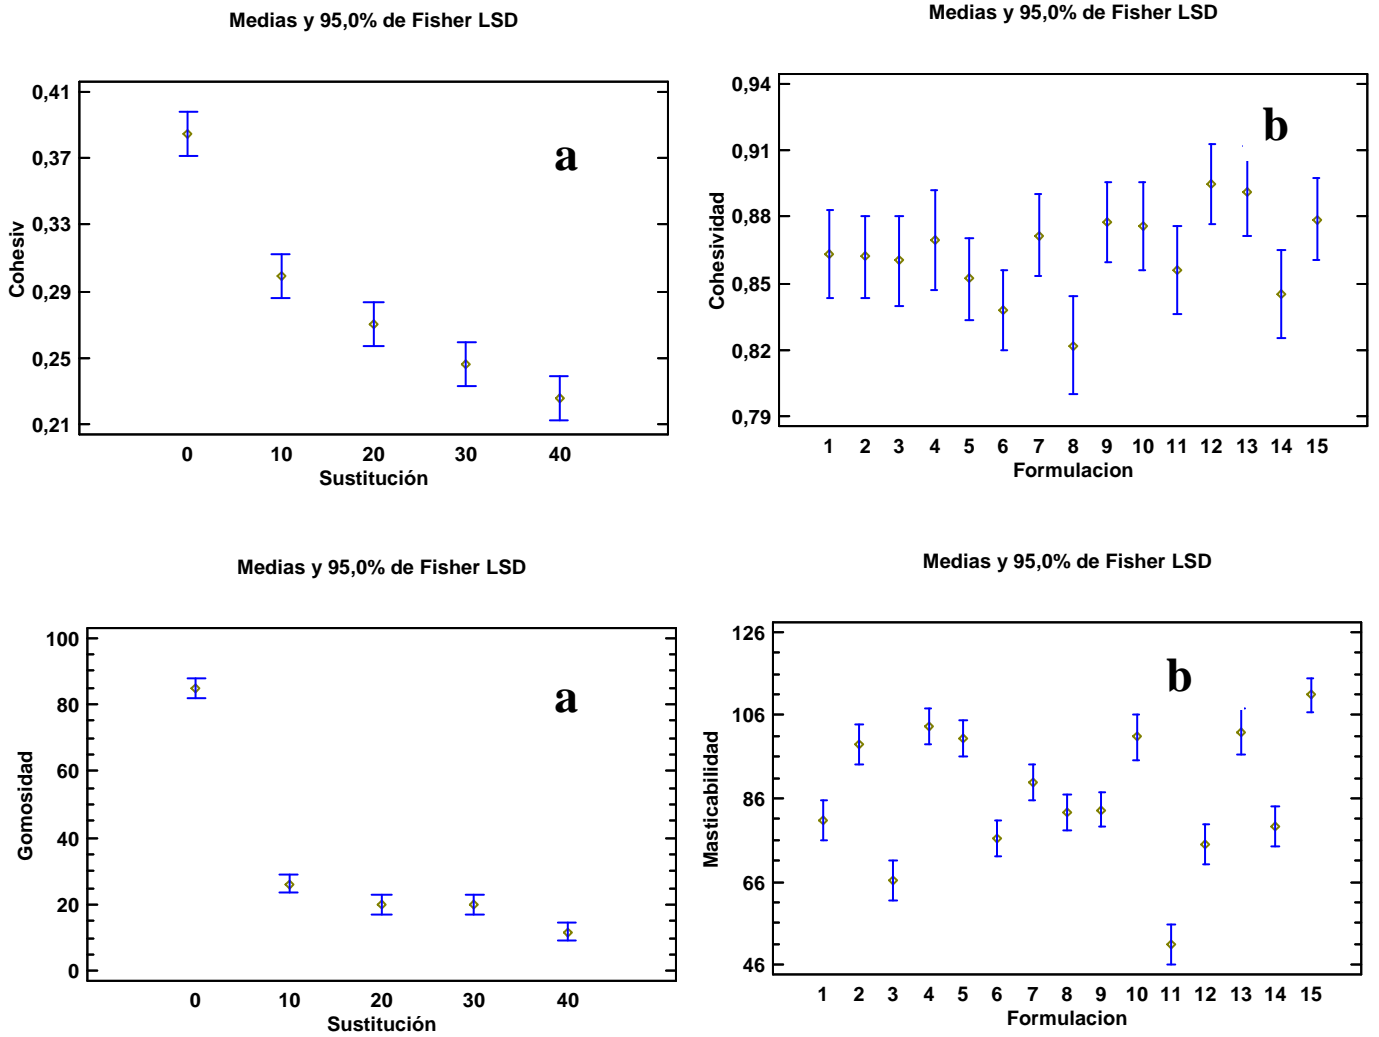 Medias y 95,0% de Fisher LSD
0,41
0,37
0,33
0,29
0,25
0,21
Cohesiv
a
0 10 20 30 40
Sustitución
Medias y 95,0% de Fisher LSD
0,94
0,91
0,88
0,85
0,82
0,79
Cohesividad
b
1 2 3 4 5 6 7 8 9 10 11 12 13 14 15
Formulacion
Medias y 95,0% de Fisher LSD
100
80
60
40
20
0
Gomosidad
a
0 10 20 30 40
Sustitución
Medias y 95,0% de Fisher LSD
126
106
86
66
46
Masticabilidad
b
1 2 3 4 5 6 7 8 9 10 11 12 13 14 15
Formulacion